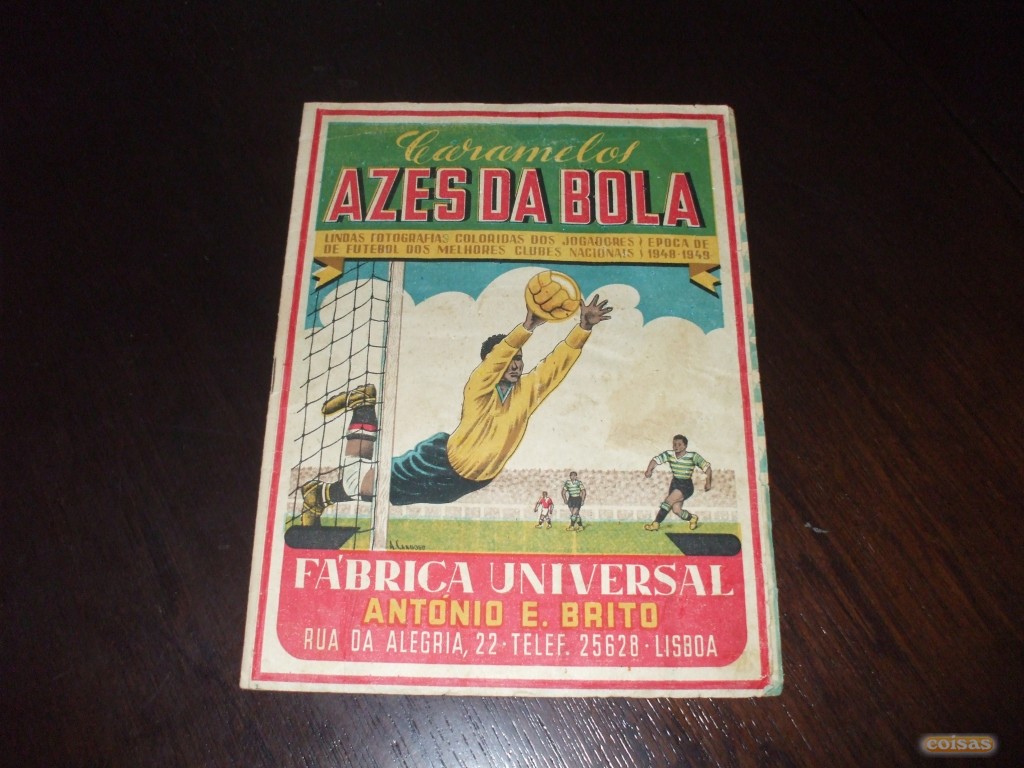 Caramelos
AZES DA BOLA
LINDAS FOTOGRAFIAS COLORIDAS DOS JOGADORES
DE FUTEBOL DOS MELHORES CLUBES NACIONAIS
EPOCA DE
1948-1949
FÁBRICA UNIVERSAL
ANTÓNIO E. BRITO
RUA DA ALEGRIA, 22 · TELEF. 25628 · LISBOA
coisas